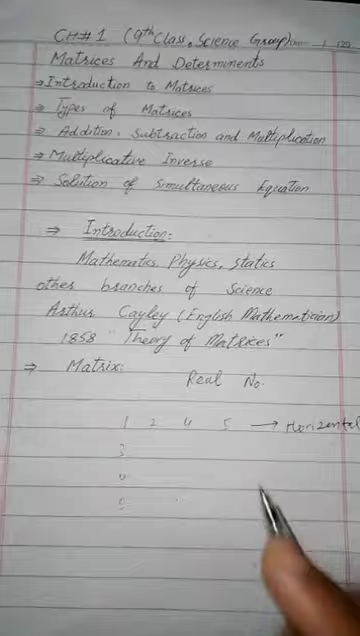 CH#1 (9th Class, Science Group)
Matrices And Determinents
→ Introduction to Matrices
⇒ Types of Matrices
⇒ Addition, Subtraction and Multiplication
⇒ Multiplicative Inverse
⇒ Solution of Simultaneous Equation
⇒ Introduction:
Mathematics, Physics, statics
other branches of Science
Arthur Cayley (English Mathematician)
1858 "Theory of Matrices"
⇒ Matrix:
Real No.
1 2 4 5 → Horizental
3